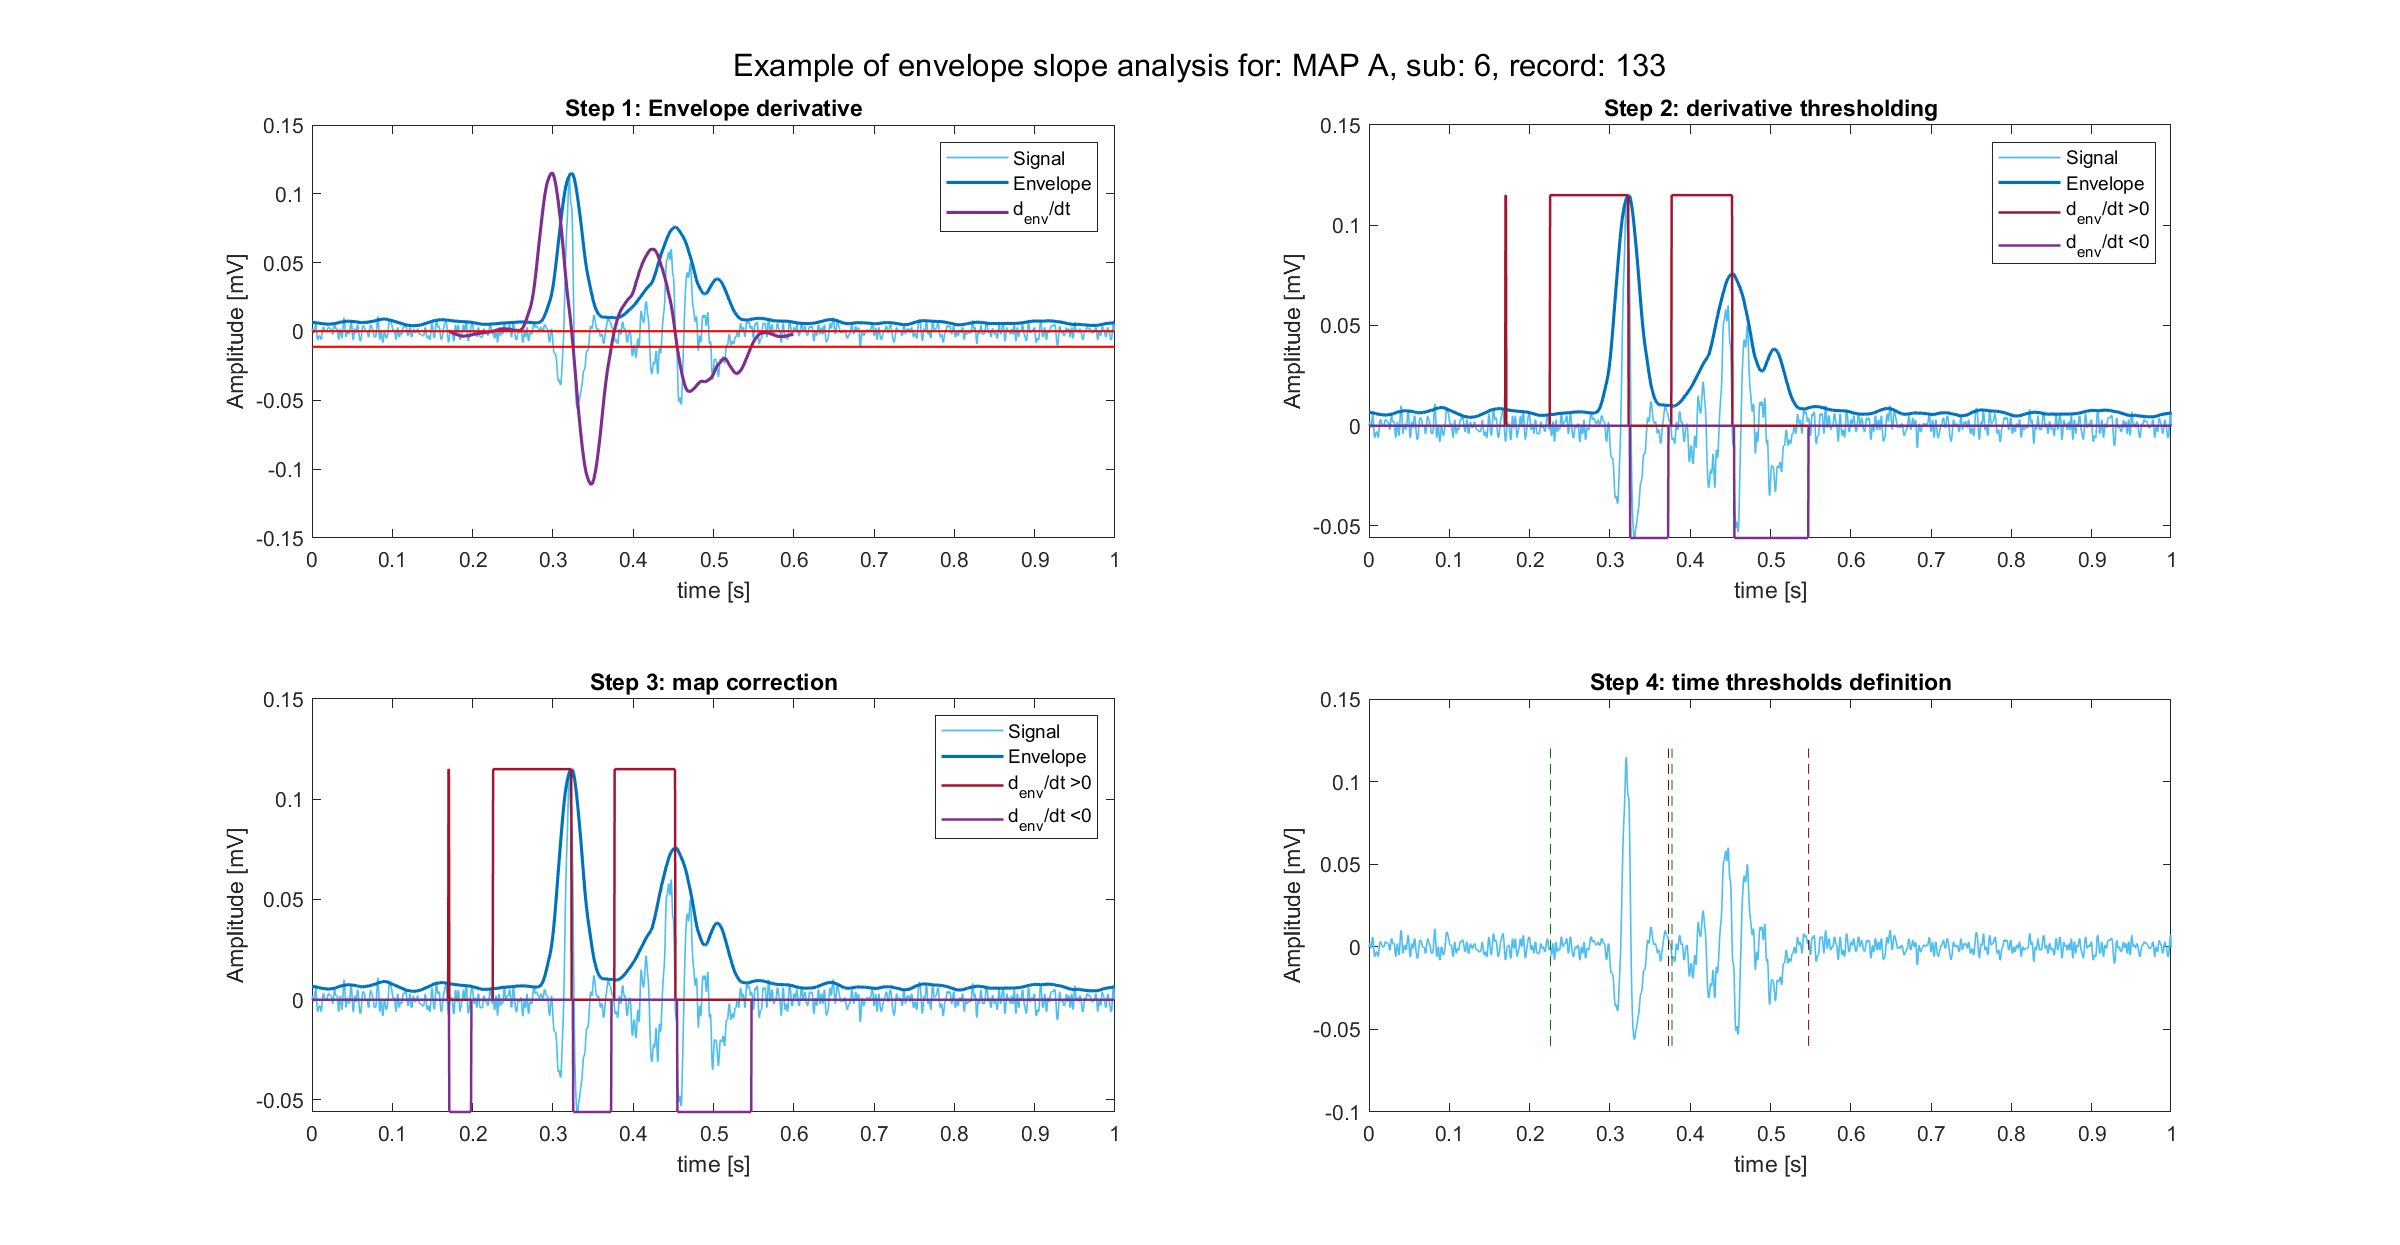 Example of envelope slope analysis for: MAP A, sub: 6, record: 133
Step 1: Envelope derivative
0.15
0.1
0.05
0
-0.05
-0.1
-0.15
Amplitude [mV]
0 0.1 0.2 0.3 0.4 0.5 0.6 0.7 0.8 0.9 1
time [s]
Signal
Envelope
d_env/dt
Step 2: derivative thresholding
0.15
0.1
0.05
0
-0.05
Amplitude [mV]
0 0.1 0.2 0.3 0.4 0.5 0.6 0.7 0.8 0.9 1
time [s]
Signal
Envelope
d_env/dt >0
d_env/dt <0
Step 3: map correction
0.15
0.1
0.05
0
-0.05
Amplitude [mV]
0 0.1 0.2 0.3 0.4 0.5 0.6 0.7 0.8 0.9 1
time [s]
Signal
Envelope
d_env/dt >0
d_env/dt <0
Step 4: time thresholds definition
0.15
0.1
0.05
0
-0.05
-0.1
Amplitude [mV]
0 0.1 0.2 0.3 0.4 0.5 0.6 0.7 0.8 0.9 1
time [s]